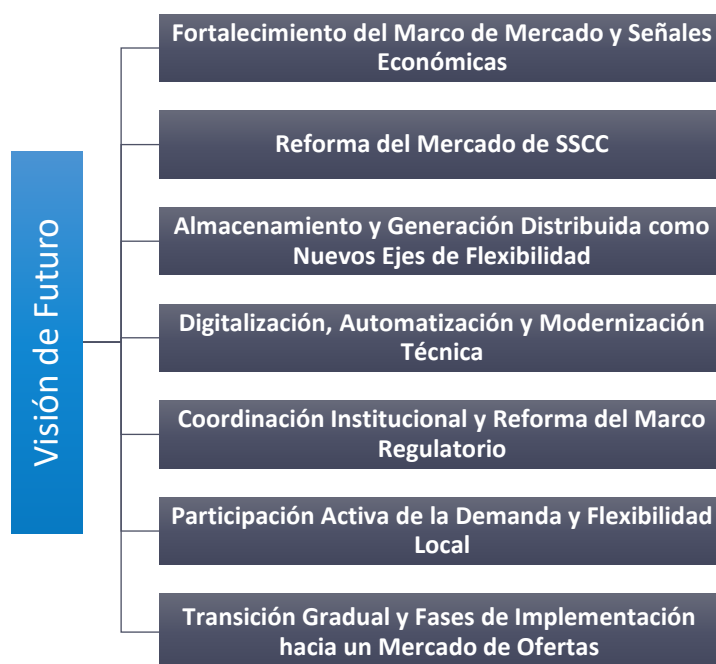 Visión de Futuro
Fortalecimiento del Marco de Mercado y Señales
Económicas
Reforma del Mercado de SSCC
Almacenamiento y Generación Distribuida como
Nuevos Ejes de Flexibilidad
Digitalización, Automatización y Modernización
Técnica
Coordinación Institucional y Reforma del Marco
Regulatorio
Participación Activa de la Demanda y Flexibilidad
Local
Transición Gradual y Fases de Implementación
hacia un Mercado de Ofertas